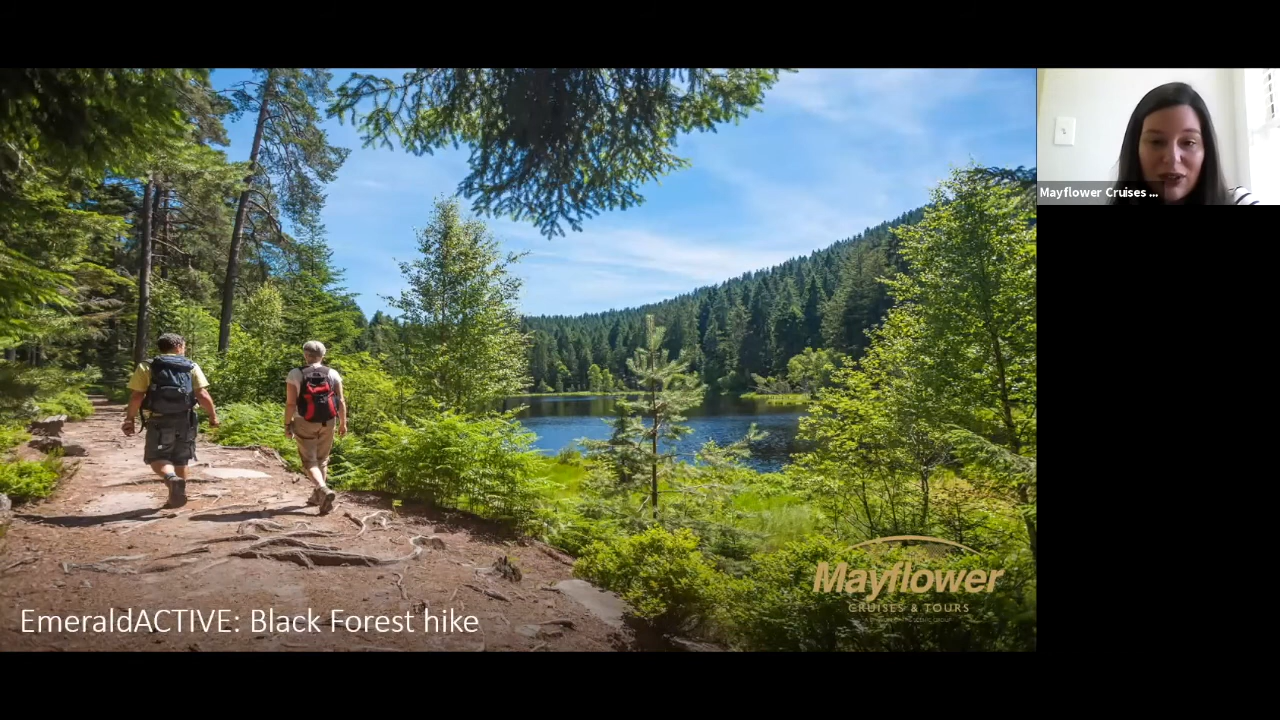 Mayflower Cruises ...
Mayflower
CRUISES & TOURS
EmeraldACTIVE: Black Forest hike